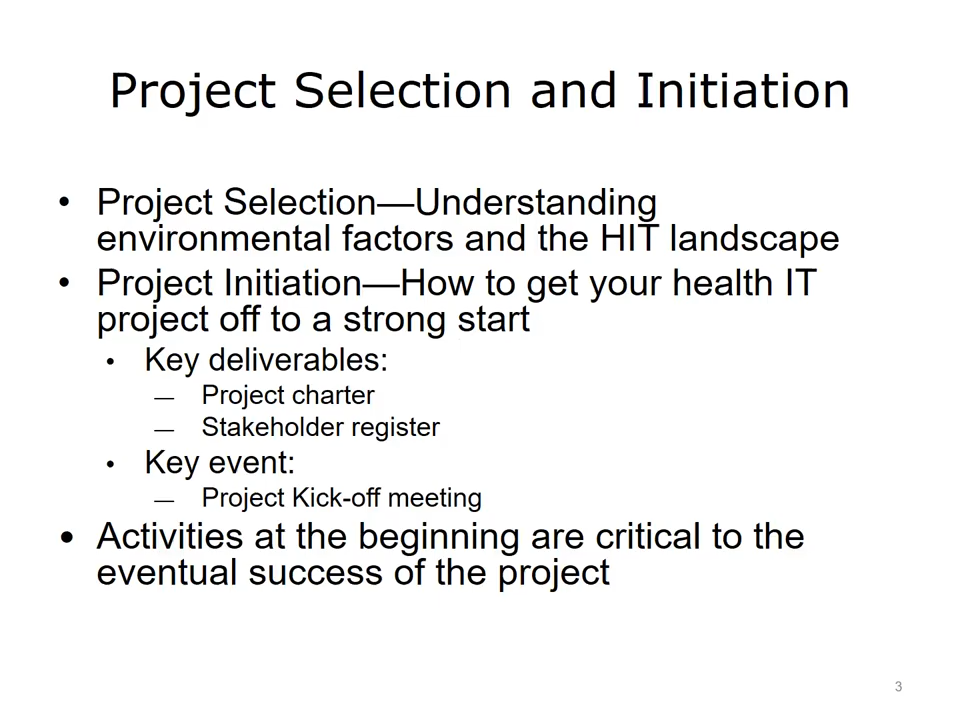 Project Selection and Initiation
• Project Selection—Understanding
environmental factors and the HIT landscape
• Project Initiation—How to get your health IT
project off to a strong start
• Key deliverables:
— Project charter
— Stakeholder register
• Key event:
— Project Kick-off meeting
• Activities at the beginning are critical to the
eventual success of the project
3